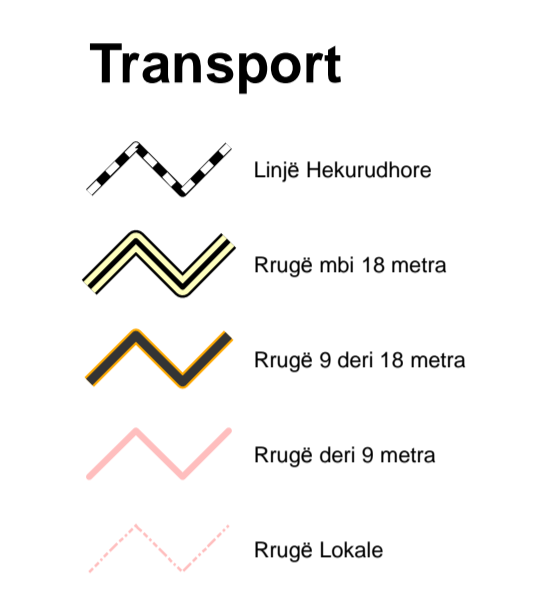 Transport
Linjë Hekurudhore
Rrugë mbi 18 metra
Rrugë 9 deri 18 metra
Rrugë deri 9 metra
Rrugë Lokale